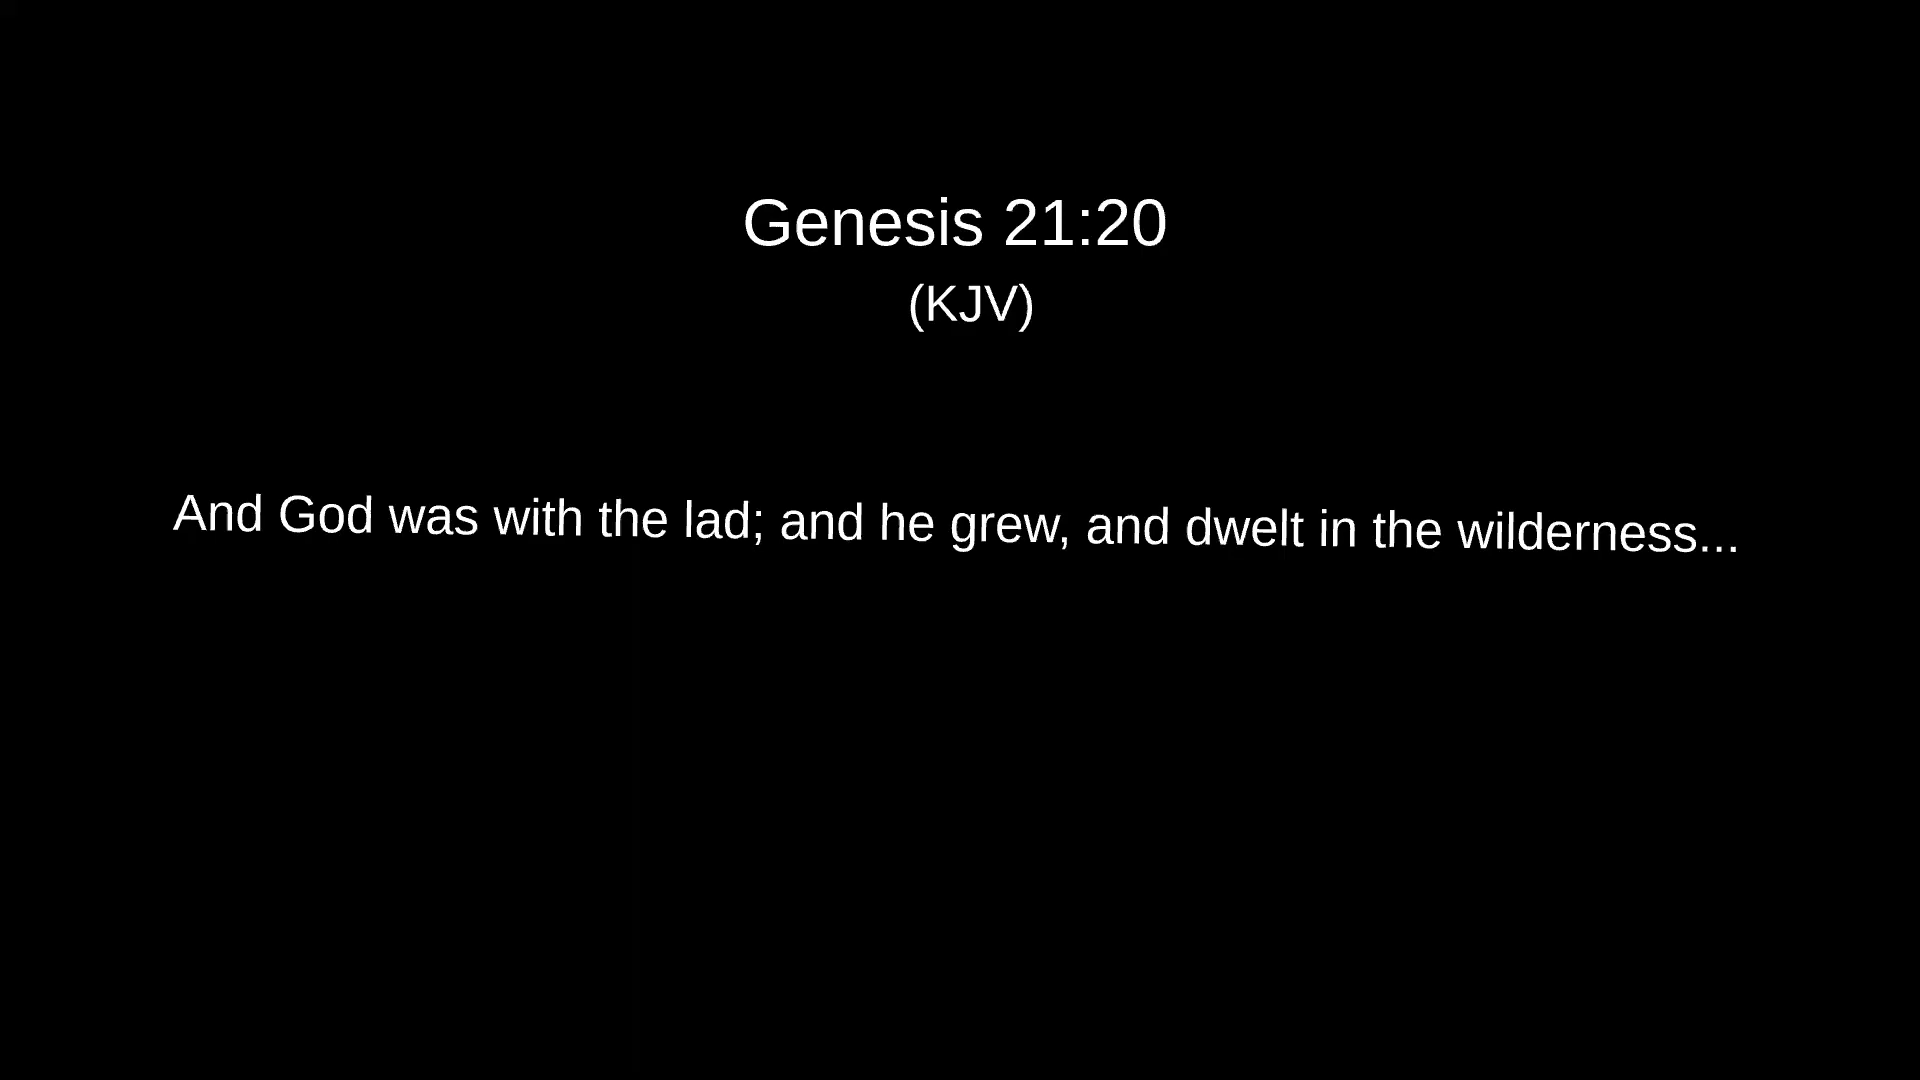 Genesis 21:20
(KJV)
And God was with the lad; and he grew, and dwelt in the wilderness...